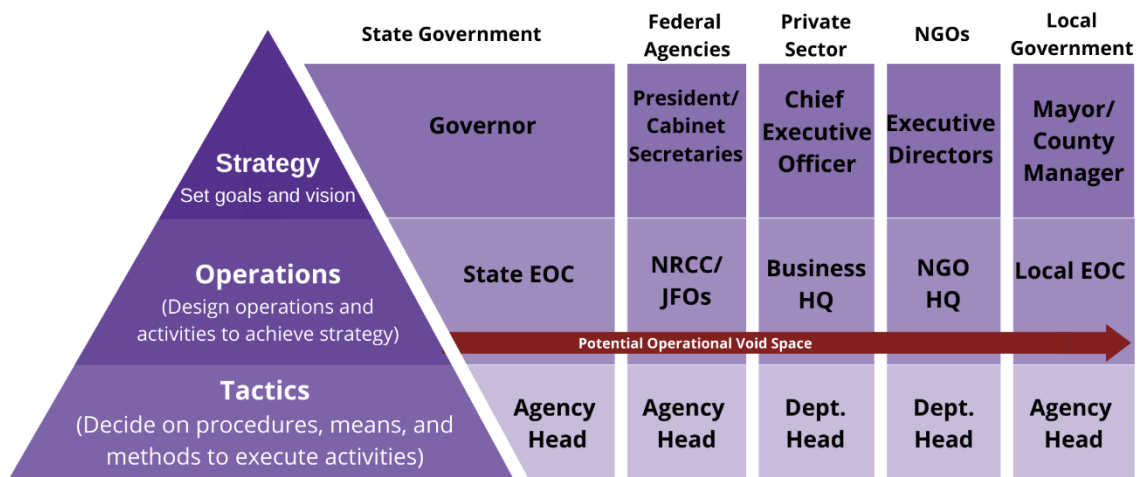 State Government
Federal
Agencies
Private
Sector
NGOs
Local
Government
Strategy
Set goals and vision
Governor
President/
Cabinet
Secretaries
Chief
Executive
Officer
Executive
Directors
Mayor/
County
Manager
Operations
(Design operations and
activities to achieve strategy)
State EOC
NRCC/
JFOs
Business
HQ
NGO
HQ
Local EOC
Potential Operational Void Space
Tactics
(Decide on procedures, means, and
methods to execute activities)
Agency
Head
Agency
Head
Dept.
Head
Dept.
Head
Agency
Head